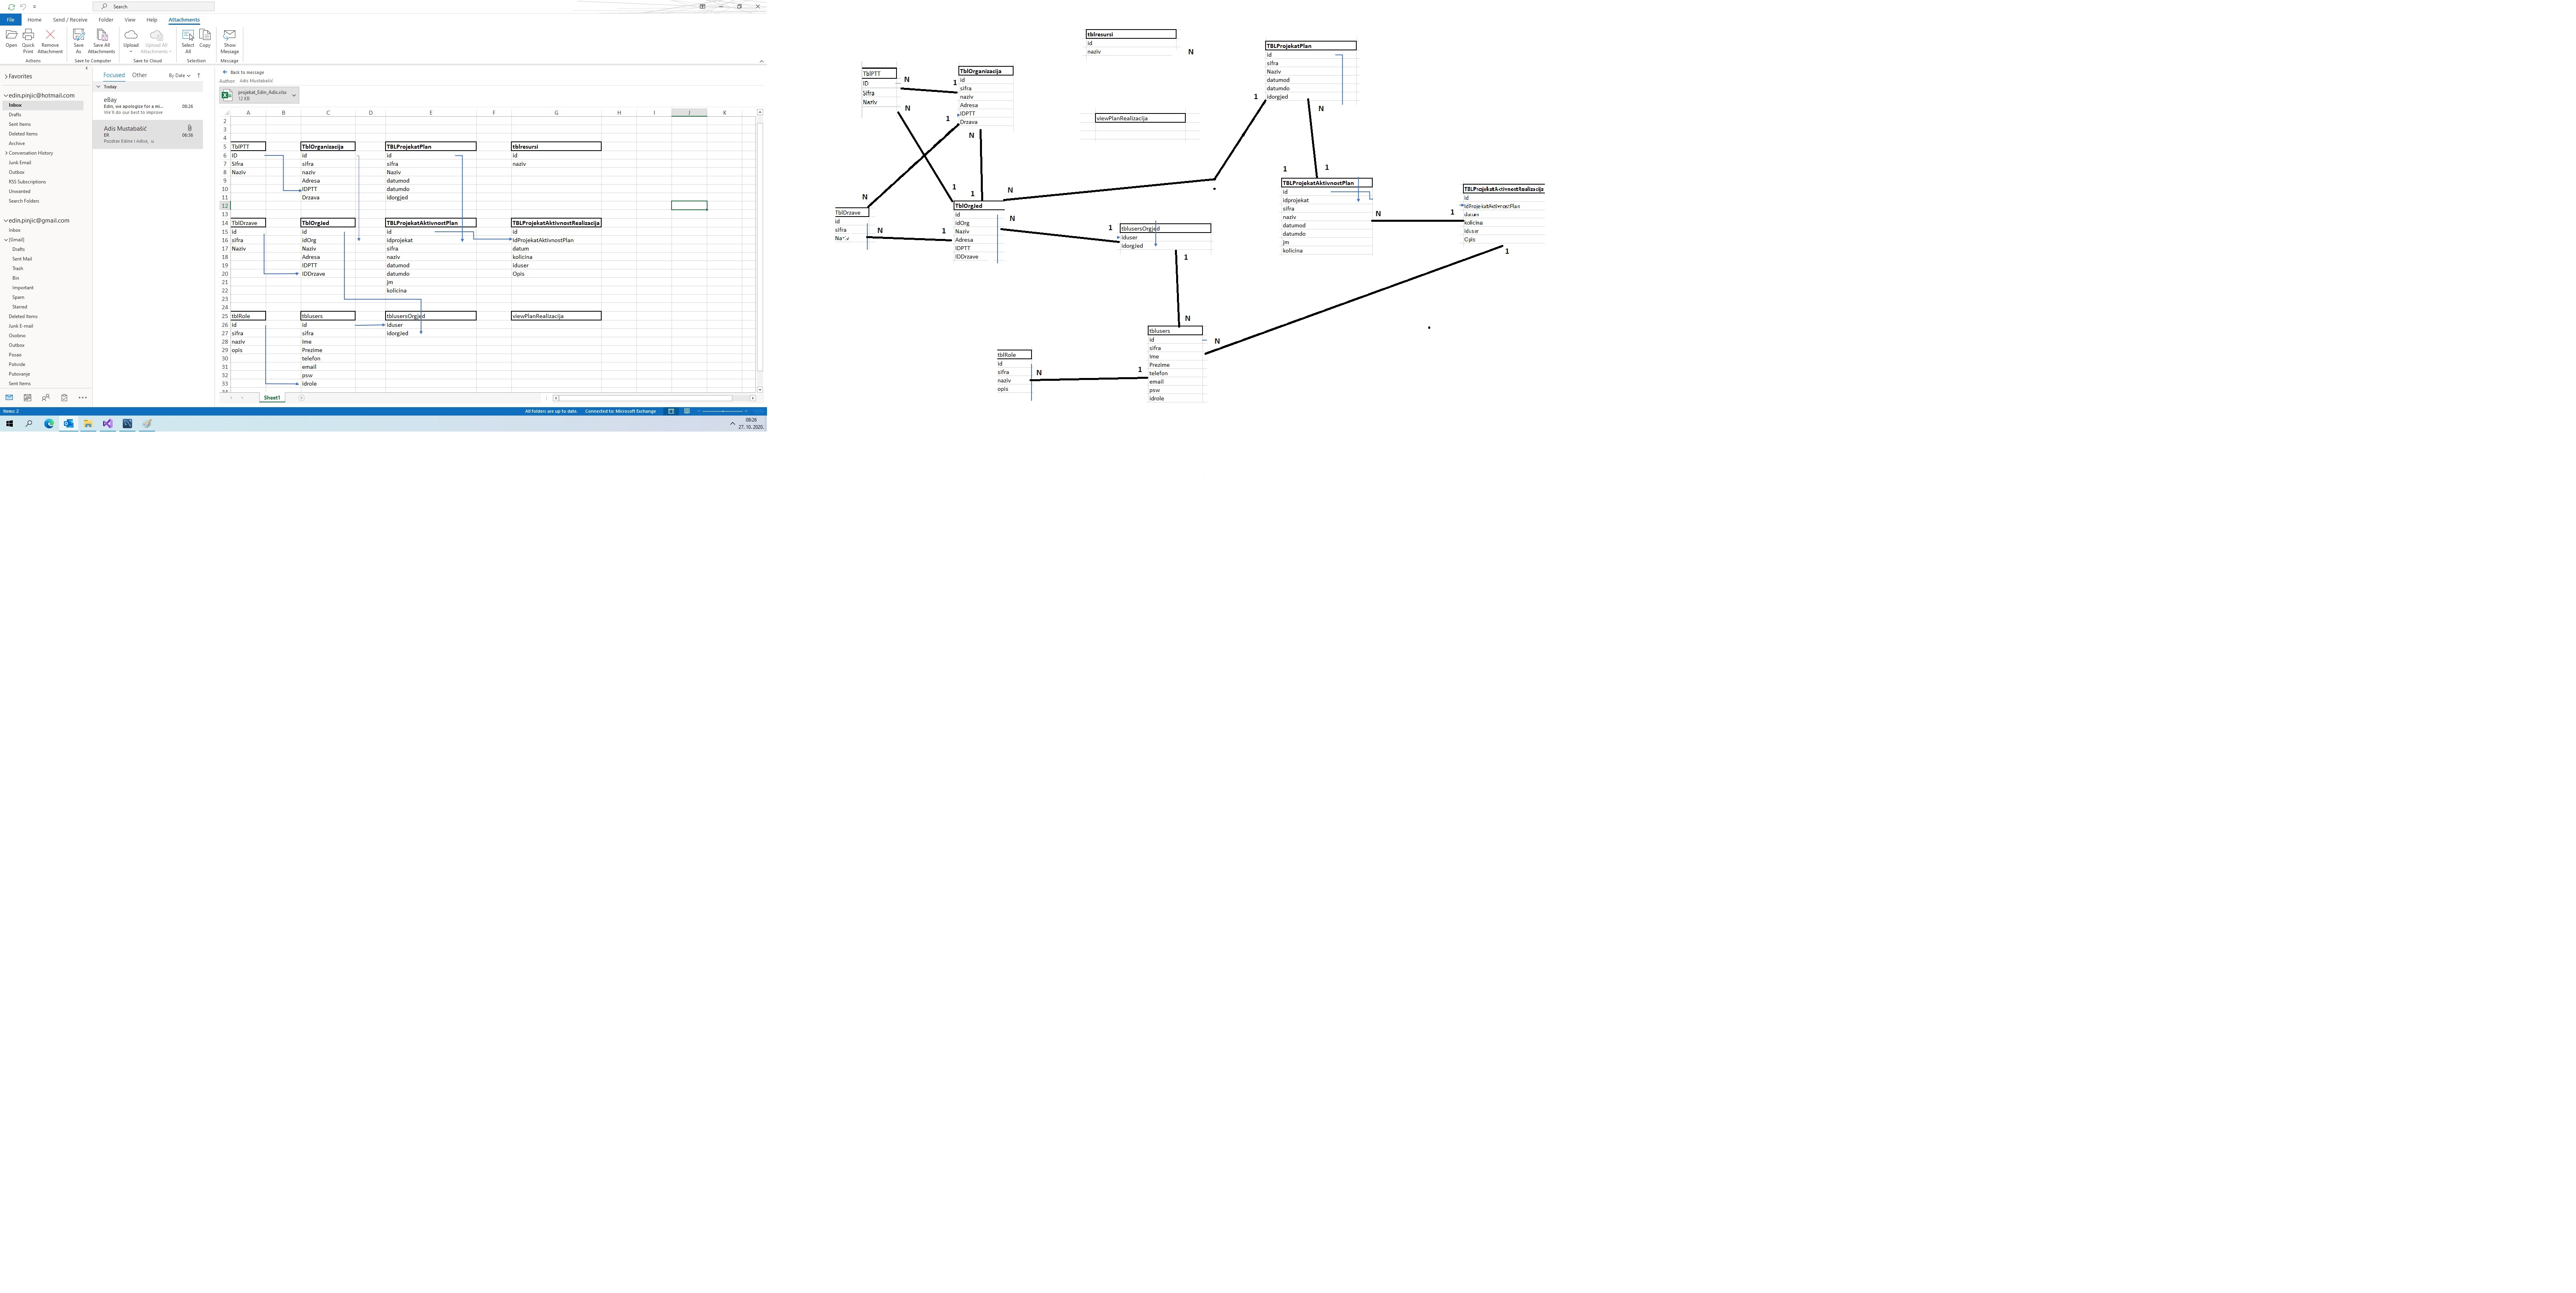 Search
File Home Send / Receive Folder View Help Attachments
Open Quick Print Remove Attachment Save As Save All Attachments Upload Upload All Attachments Select All Copy Show Message
Actions Save to Computer Save to Cloud Selection Message
Favorites
edin.pinjic@hotmail.com
Inbox
Drafts
Sent Items
Deleted Items
Archive
Conversation History
Junk Email
Outbox
RSS Subscriptions
Unwanted
Search Folders
edin.pinjic@gmail.com
Inbox
[Gmail]
Drafts
Sent Mail
Trash
Bin
Important
Spam
Starred
Deleted Items
Junk E-mail
Osobno
Outbox
Posao
Potvrde
Putovanje
Sent Items
Focused Other By Date
Today
eBay
Edin, we apologize for a mi... 08:26
We'll do our best to improve
Adis Mustabašić
ER 06:36
Pozdrav Edine i Adisi, u
Back to message
Author Adis Mustabašić
projekat_Edin_Adis.xlsx
12 KB
A B C D E F G H I J K
2
3
4
5 TblPTT TblOrganizacija TBLProjekatPlan tblresursi
6 ID id id id
7 Sifra sifra sifra naziv
8 Naziv naziv Naziv
9 Adresa datumod
10 IDPTT datumdo
11 Drzava idorgjed
12
13
14 TblDrzave TblOrgJed TBLProjekatAktivnostPlan TBLProjekatAktivnostRealizacija
15 id id id id
16 sifra idOrg idprojekat idProjekatAktivnostPlan
17 Naziv Naziv sifra datum
18 Adresa naziv kolicina
19 IDPTT datumod iduser
20 IDDrzave datumdo Opis
21 jm
22 kolicina
23
24
25 tblRole tblusers tblusersOrgjed viewPlanRealizacija
26 id id iduser
27 sifra sifra idorgJed
28 naziv Ime
29 opis Prezime
30 telefon
31 email
32 psw
33 idrole
Sheet1
Items: 2 All folders are up to date. Connected to: Microsoft Exchange
08:26
27. 10. 2020.
tblresursi
id
naziv
N
TBLProjekatPlan
id
sifra
Naziv
datumod
datumdo
idorgjed
1
N
TblPTT
ID
Sifra
Naziv
N
N
TblOrganizacija
id
sifra
naziv
Adresa
IDPTT
Drzava
1
1
N
viewPlanRealizacija
N
TblDrzave
id
sifra
N
1
1
1
N
TblOrgJed
id
idOrg
Naziv
Adresa
IDPTT
IDDrzave
1
N
1
tblusersOrgjed
iduser
idorgJed
1
N
1
1
TBLProjekatAktivnostPlan
id
idprojekat
sifra
naziv
datumod
datumdo
jm
kolicina
N
1
TBLProjekatAktivnostRealizacija
id
idProjekatAktivnostPlan
datum
kolicina
iduser
Opis
1
tblusers
id
sifra
Ime
Prezime
telefon
email
psw
idrole
N
tblRole
id
sifra
naziv
opis
N
1